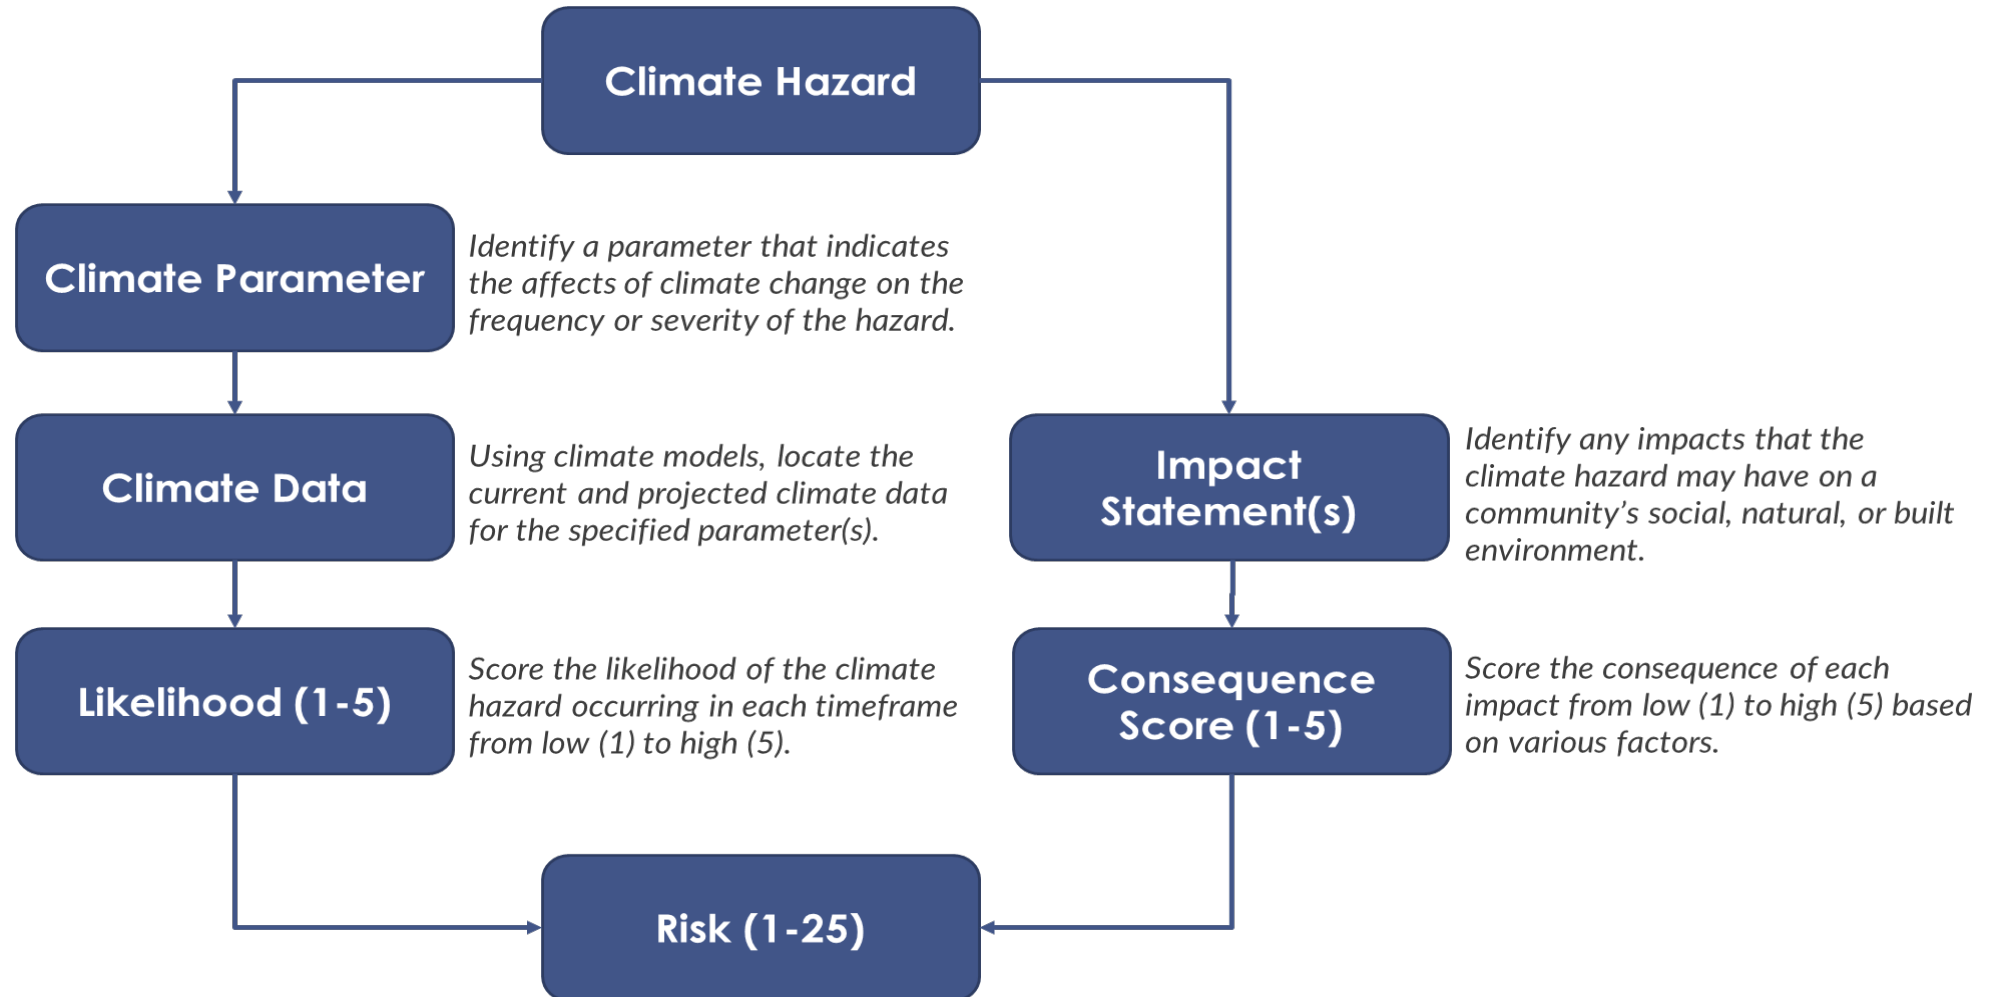 Climate Hazard
Climate Parameter
Identify a parameter that indicates
the affects of climate change on the
frequency or severity of the hazard.
Climate Data
Using climate models, locate the
current and projected climate data
for the specified parameter(s).
Impact
Statement(s)
Identify any impacts that the
climate hazard may have on a
community’s social, natural, or built
environment.
Likelihood (1-5)
Score the likelihood of the climate
hazard occurring in each timeframe
from low (1) to high (5).
Consequence
Score (1-5)
Score the consequence of each
impact from low (1) to high (5) based
on various factors.
Risk (1-25)